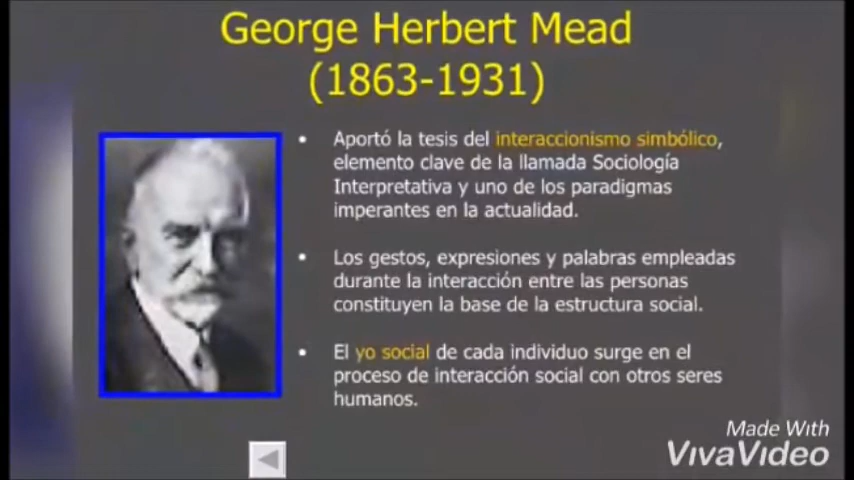 George Herbert Mead
(1863-1931)
• Aportó la tesis del interaccionismo simbólico,
elemento clave de la llamada Sociología
Interpretativa y uno de los paradigmas
imperantes en la actualidad.
• Los gestos, expresiones y palabras empleadas
durante la interacción entre las personas
constituyen la base de la estructura social.
• El yo social de cada individuo surge en el
proceso de interacción social con otros seres
humanos.
Made With
VivaVideo